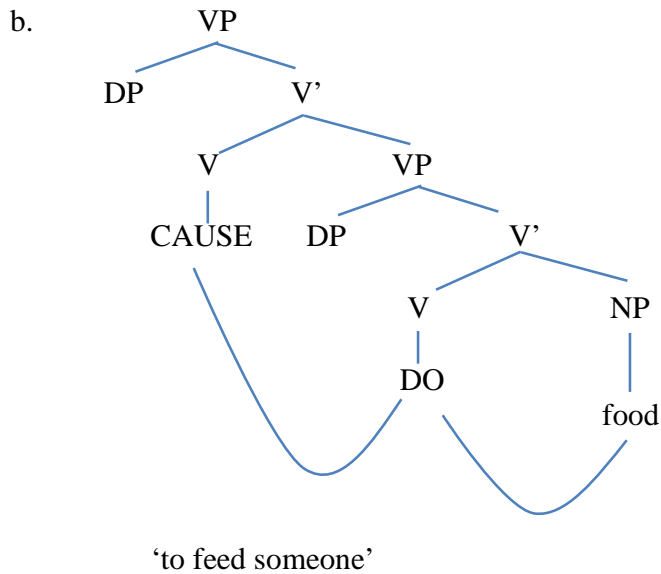 b. VP
DP V’
V VP
CAUSE DP V’
V NP
DO
food
‘to feed someone’